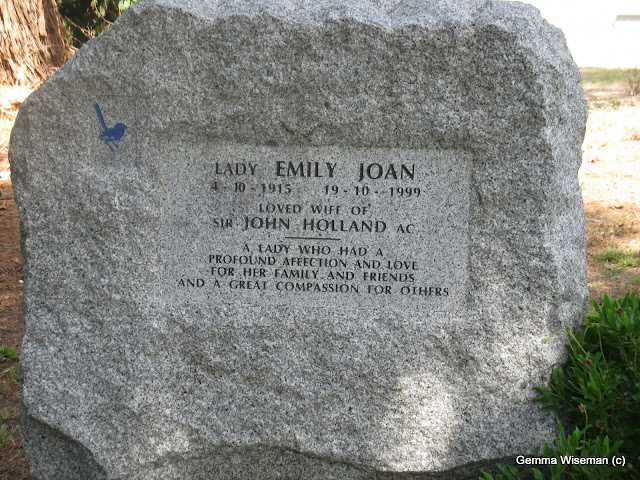 LADY EMILY JOAN
4 - 10 - 1915 19 - 10 - 1999
LOVED WIFE OF
SIR JOHN HOLLAND AC
A LADY WHO HAD A
PROFOUND AFFECTION AND LOVE
FOR HER FAMILY AND FRIENDS
AND A GREAT COMPASSION FOR OTHERS
Gemma Wiseman (c)